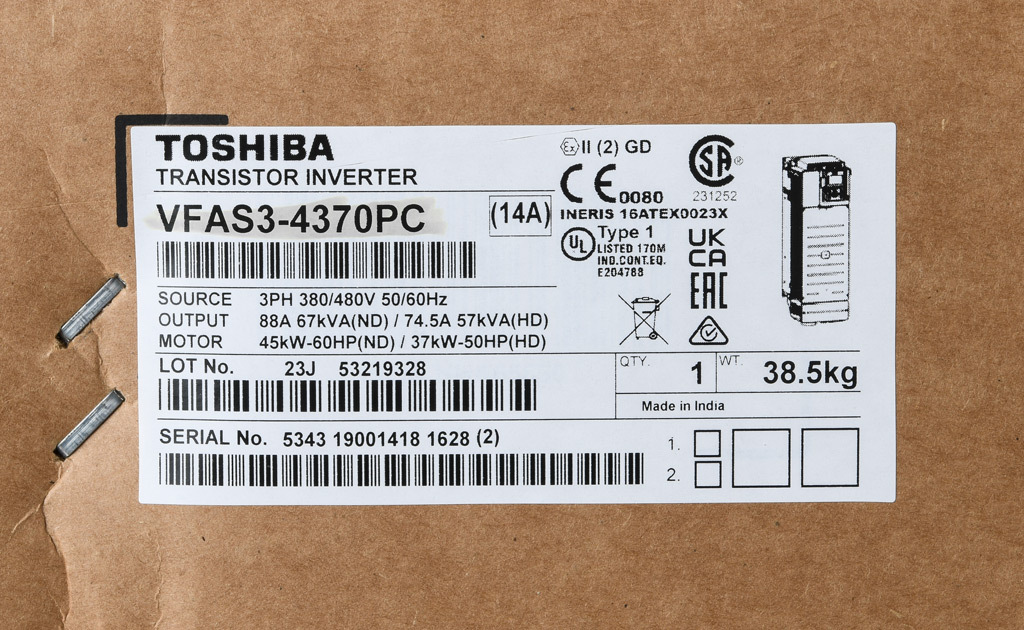 TOSHIBA
TRANSISTOR INVERTER
VFAS3-4370PC
(14A)
Ex II (2) GD
CE 0080
INERIS 16ATEX0023X
SA ®
231252
UL Type 1
LISTED 170M
IND.CONT.EQ.
E204788
UK
CA
EAC
SOURCE 3PH 380/480V 50/60Hz
OUTPUT 88A 67kVA(ND) / 74.5A 57kVA(HD)
MOTOR 45kW-60HP(ND) / 37kW-50HP(HD)
LOT No. 23J 53219328
QTY. 1
WT. 38.5kg
Made in India
SERIAL No. 5343 19001418 1628 (2)
1.
2.